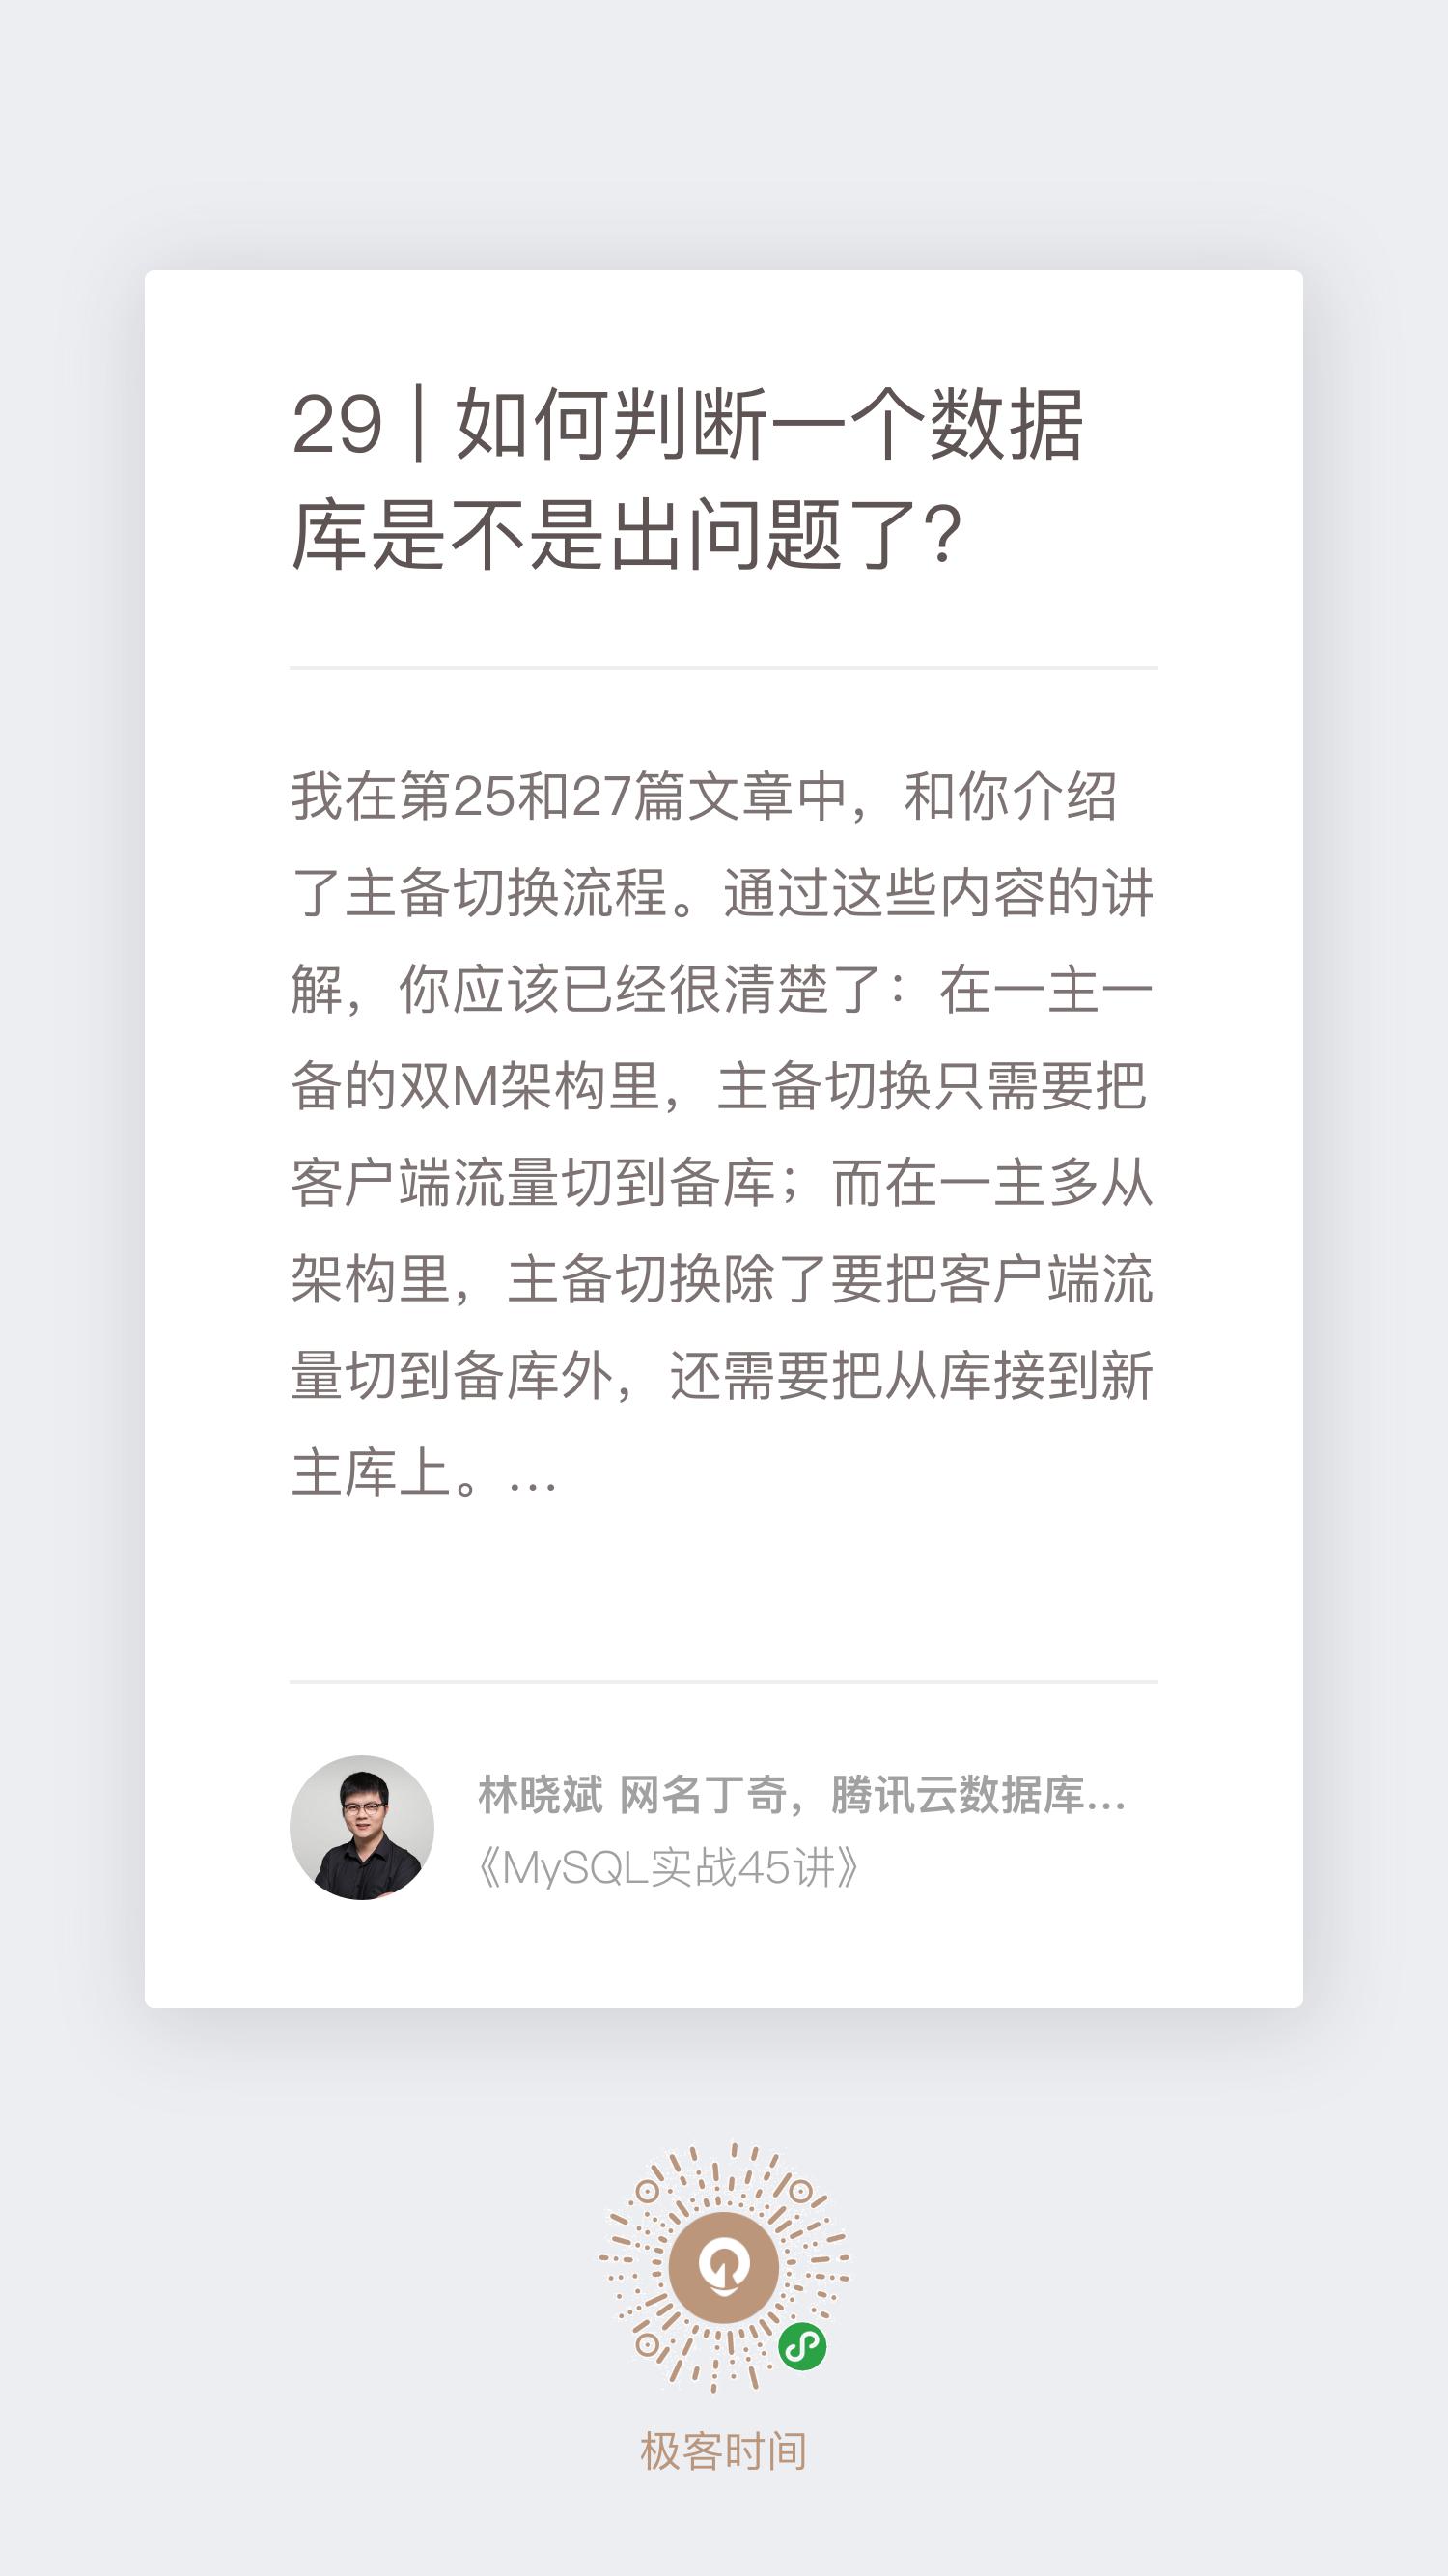 29 | 如何判断一个数据
库是不是出问题了?
我在第25和27篇文章中，和你介绍
了主备切换流程。通过这些内容的讲
解，你应该已经很清楚了：在一主一
备的双M架构里，主备切换只需要把
客户端流量切到备库；而在一主多从
架构里，主备切换除了要把客户端流
量切到备库外，还需要把从库接到新
主库上。...
林晓斌 网名丁奇，腾讯云数据库...
《MySQL实战45讲》
极客时间